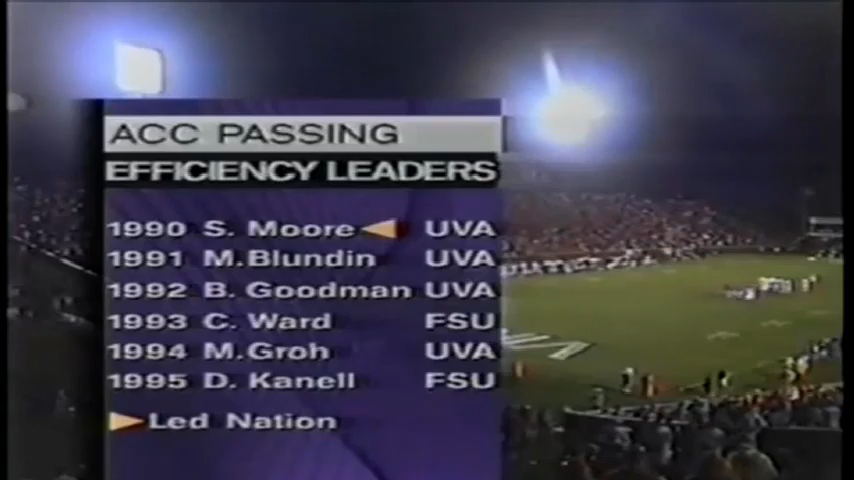 ACC PASSING
EFFICIENCY LEADERS
1990 S. Moore UVA
1991 M.Blundin UVA
1992 B. Goodman UVA
1993 C. Ward FSU
1994 M.Groh UVA
1995 D. Kanell FSU
Led Nation